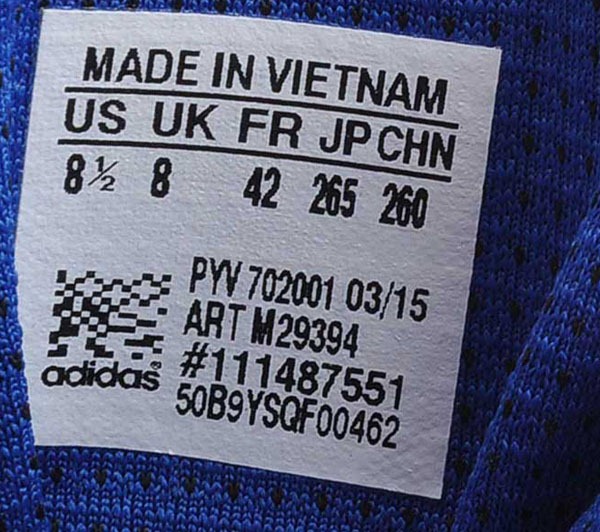 MADE IN VIETNAM
US UK FR JP CHN
8½ 8 42 265 260
PYV 702001 03/15
ART M29394
#111487551
50B9YSQF00462
adidas®